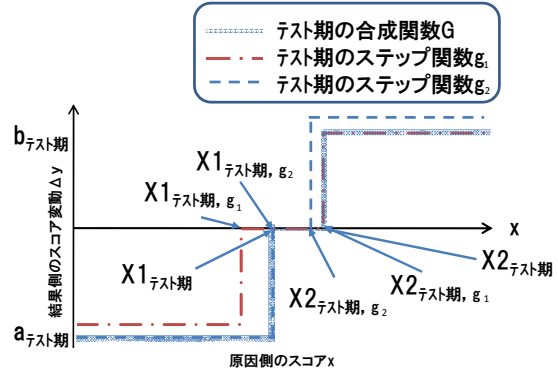 テスト期の合成関数G
テスト期のステップ関数g₁
テスト期のステップ関数g₂
bテスト期
X1テスト期, g₂
X1テスト期, g₁
x
結果側のスコア変動Δy
X1テスト期
X2テスト期
X2テスト期, g₁
X2テスト期, g₂
aテスト期
原因側のスコアx